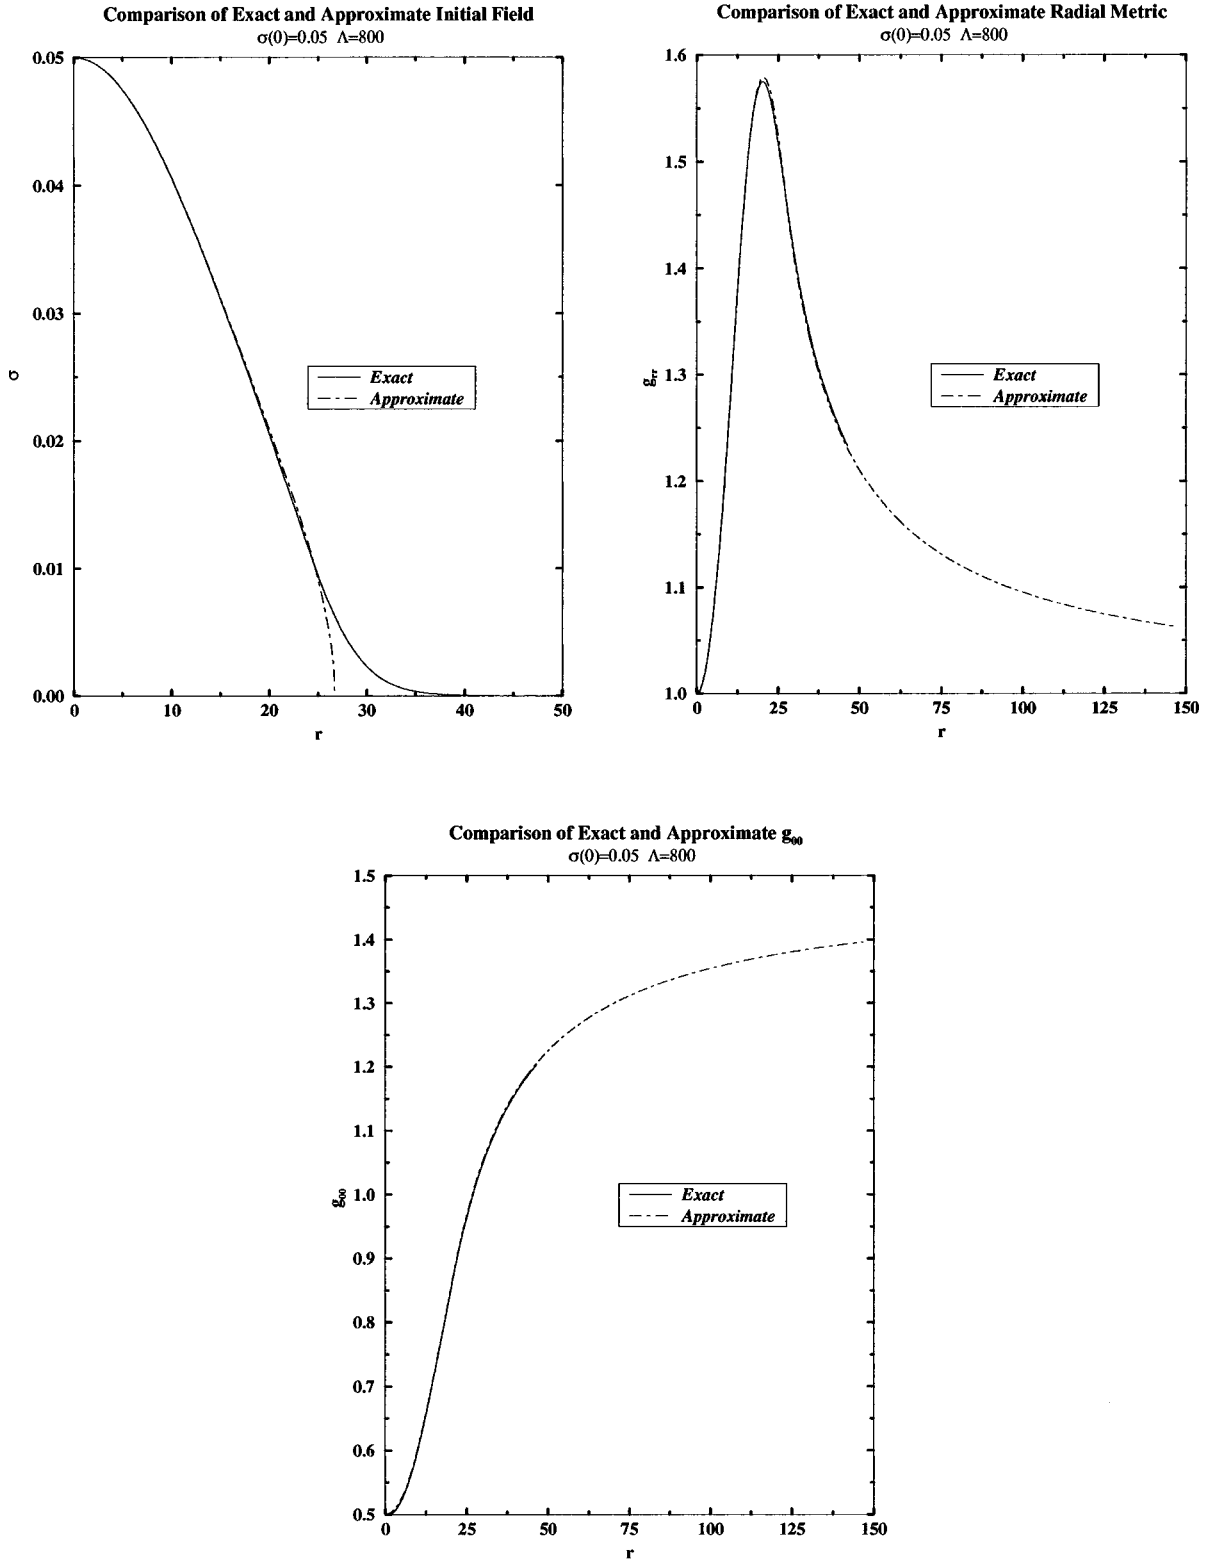 Comparison of Exact and Approximate Initial Field
σ(0)=0.05 Λ=800
0.05
0.04
0.03
0.02
0.01
0.00
σ
Exact
Approximate
0 10 20 30 40 50
r
Comparison of Exact and Approximate Radial Metric
σ(0)=0.05 Λ=800
1.6
1.5
1.4
1.3
1.2
1.1
1.0
g_rr
Exact
Approximate
0 25 50 75 100 125 150
r
Comparison of Exact and Approximate g₀₀
σ(0)=0.05 Λ=800
1.5
1.4
1.3
1.2
1.1
1.0
0.9
0.8
0.7
0.6
0.5
g₀₀
Exact
Approximate
0 25 50 75 100 125 150
r